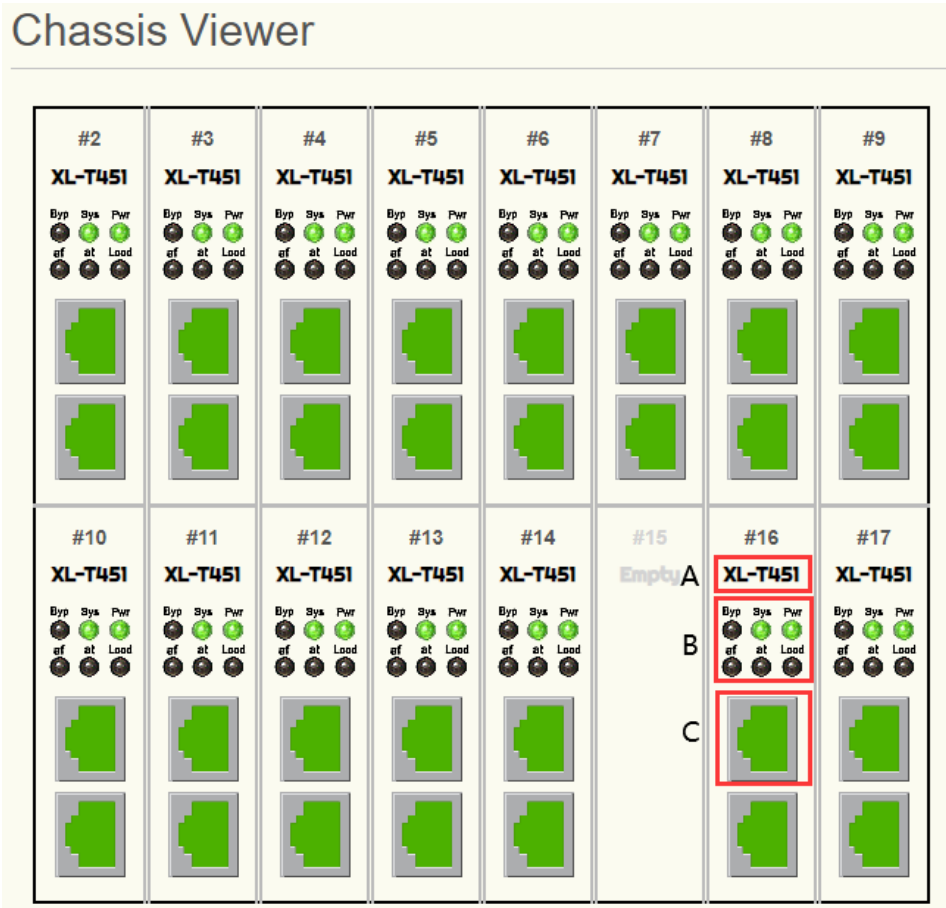 Chassis Viewer
#2 #3 #4 #5 #6 #7 #8 #9
XL-T451 XL-T451 XL-T451 XL-T451 XL-T451 XL-T451 XL-T451 XL-T451
Byp Sys Pwr Byp Sys Pwr Byp Sys Pwr Byp Sys Pwr Byp Sys Pwr Byp Sys Pwr Byp Sys Pwr Byp Sys Pwr
af at Load af at Load af at Load af at Load af at Load af at Load af at Load af at Load
#10 #11 #12 #13 #14 #15 #16 #17
XL-T451 XL-T451 XL-T451 XL-T451 XL-T451 Empty A XL-T451 XL-T451
Byp Sys Pwr Byp Sys Pwr Byp Sys Pwr Byp Sys Pwr Byp Sys Pwr Byp Sys Pwr Byp Sys Pwr
B
af at Load af at Load af at Load af at Load af at Load af at Load af at Load
C